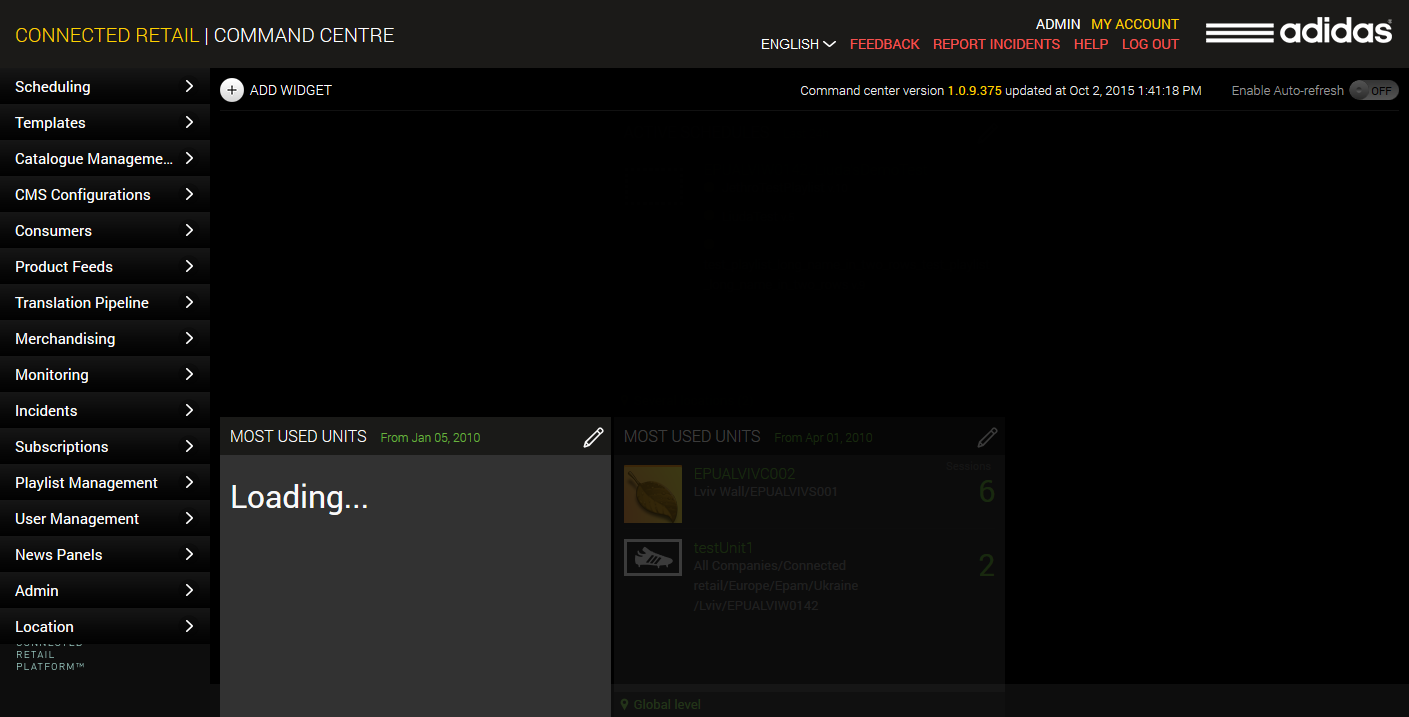 CONNECTED RETAIL | COMMAND CENTRE
ADMIN MY ACCOUNT
ENGLISH FEEDBACK REPORT INCIDENTS HELP LOG OUT
adidas
Scheduling
Templates
Catalogue Manageme...
CMS Configurations
Consumers
Product Feeds
Translation Pipeline
Merchandising
Monitoring
Incidents
Subscriptions
Playlist Management
User Management
News Panels
Admin
Location
CONNECTED
RETAIL
PLATFORM™
ADD WIDGET
Command center version 1.0.9.375 updated at Oct 2, 2015 1:41:18 PM
Enable Auto-refresh OFF
MOST USED UNITS From Jan 05, 2010
Loading...
MOST USED UNITS From Apr 01, 2010
Sessions
EPUALVIVC002
Lviv Wall/EPUALVIVS001
6
testUnit1
All Companies/Connected
retail/Europe/Epam/Ukraine
/Lviv/EPUALVIW0142
2
Global level